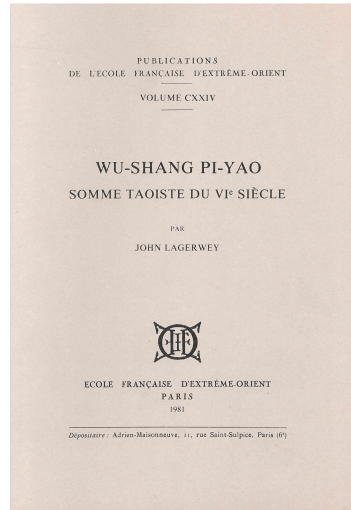 PUBLICATIONS
DE L'ECOLE FRANÇAISE D'EXTRÊME-ORIENT
VOLUME CXXIV
WU-SHANG PI-YAO
SOMME TAOISTE DU VIe SIÈCLE
PAR
JOHN LAGERWEY
ECOLE FRANÇAISE D'EXTRÊME-ORIENT
PARIS
1981
Dépositaire : Adrien-Maisonneuve, 11, rue Saint-Sulpice, Paris (6e)